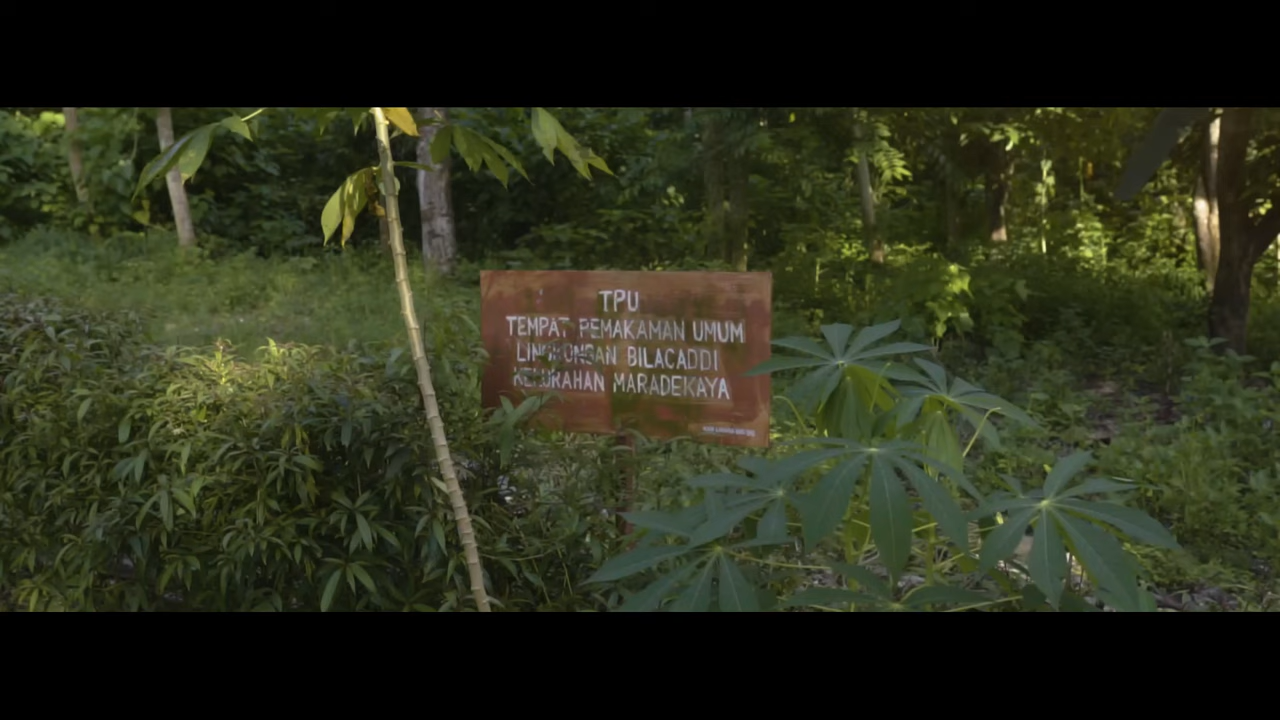 TPU
TEMPAT PEMAKAMAN UMUM
LINGKUNGAN BILACADDI
KELURAHAN MARADEKAYA